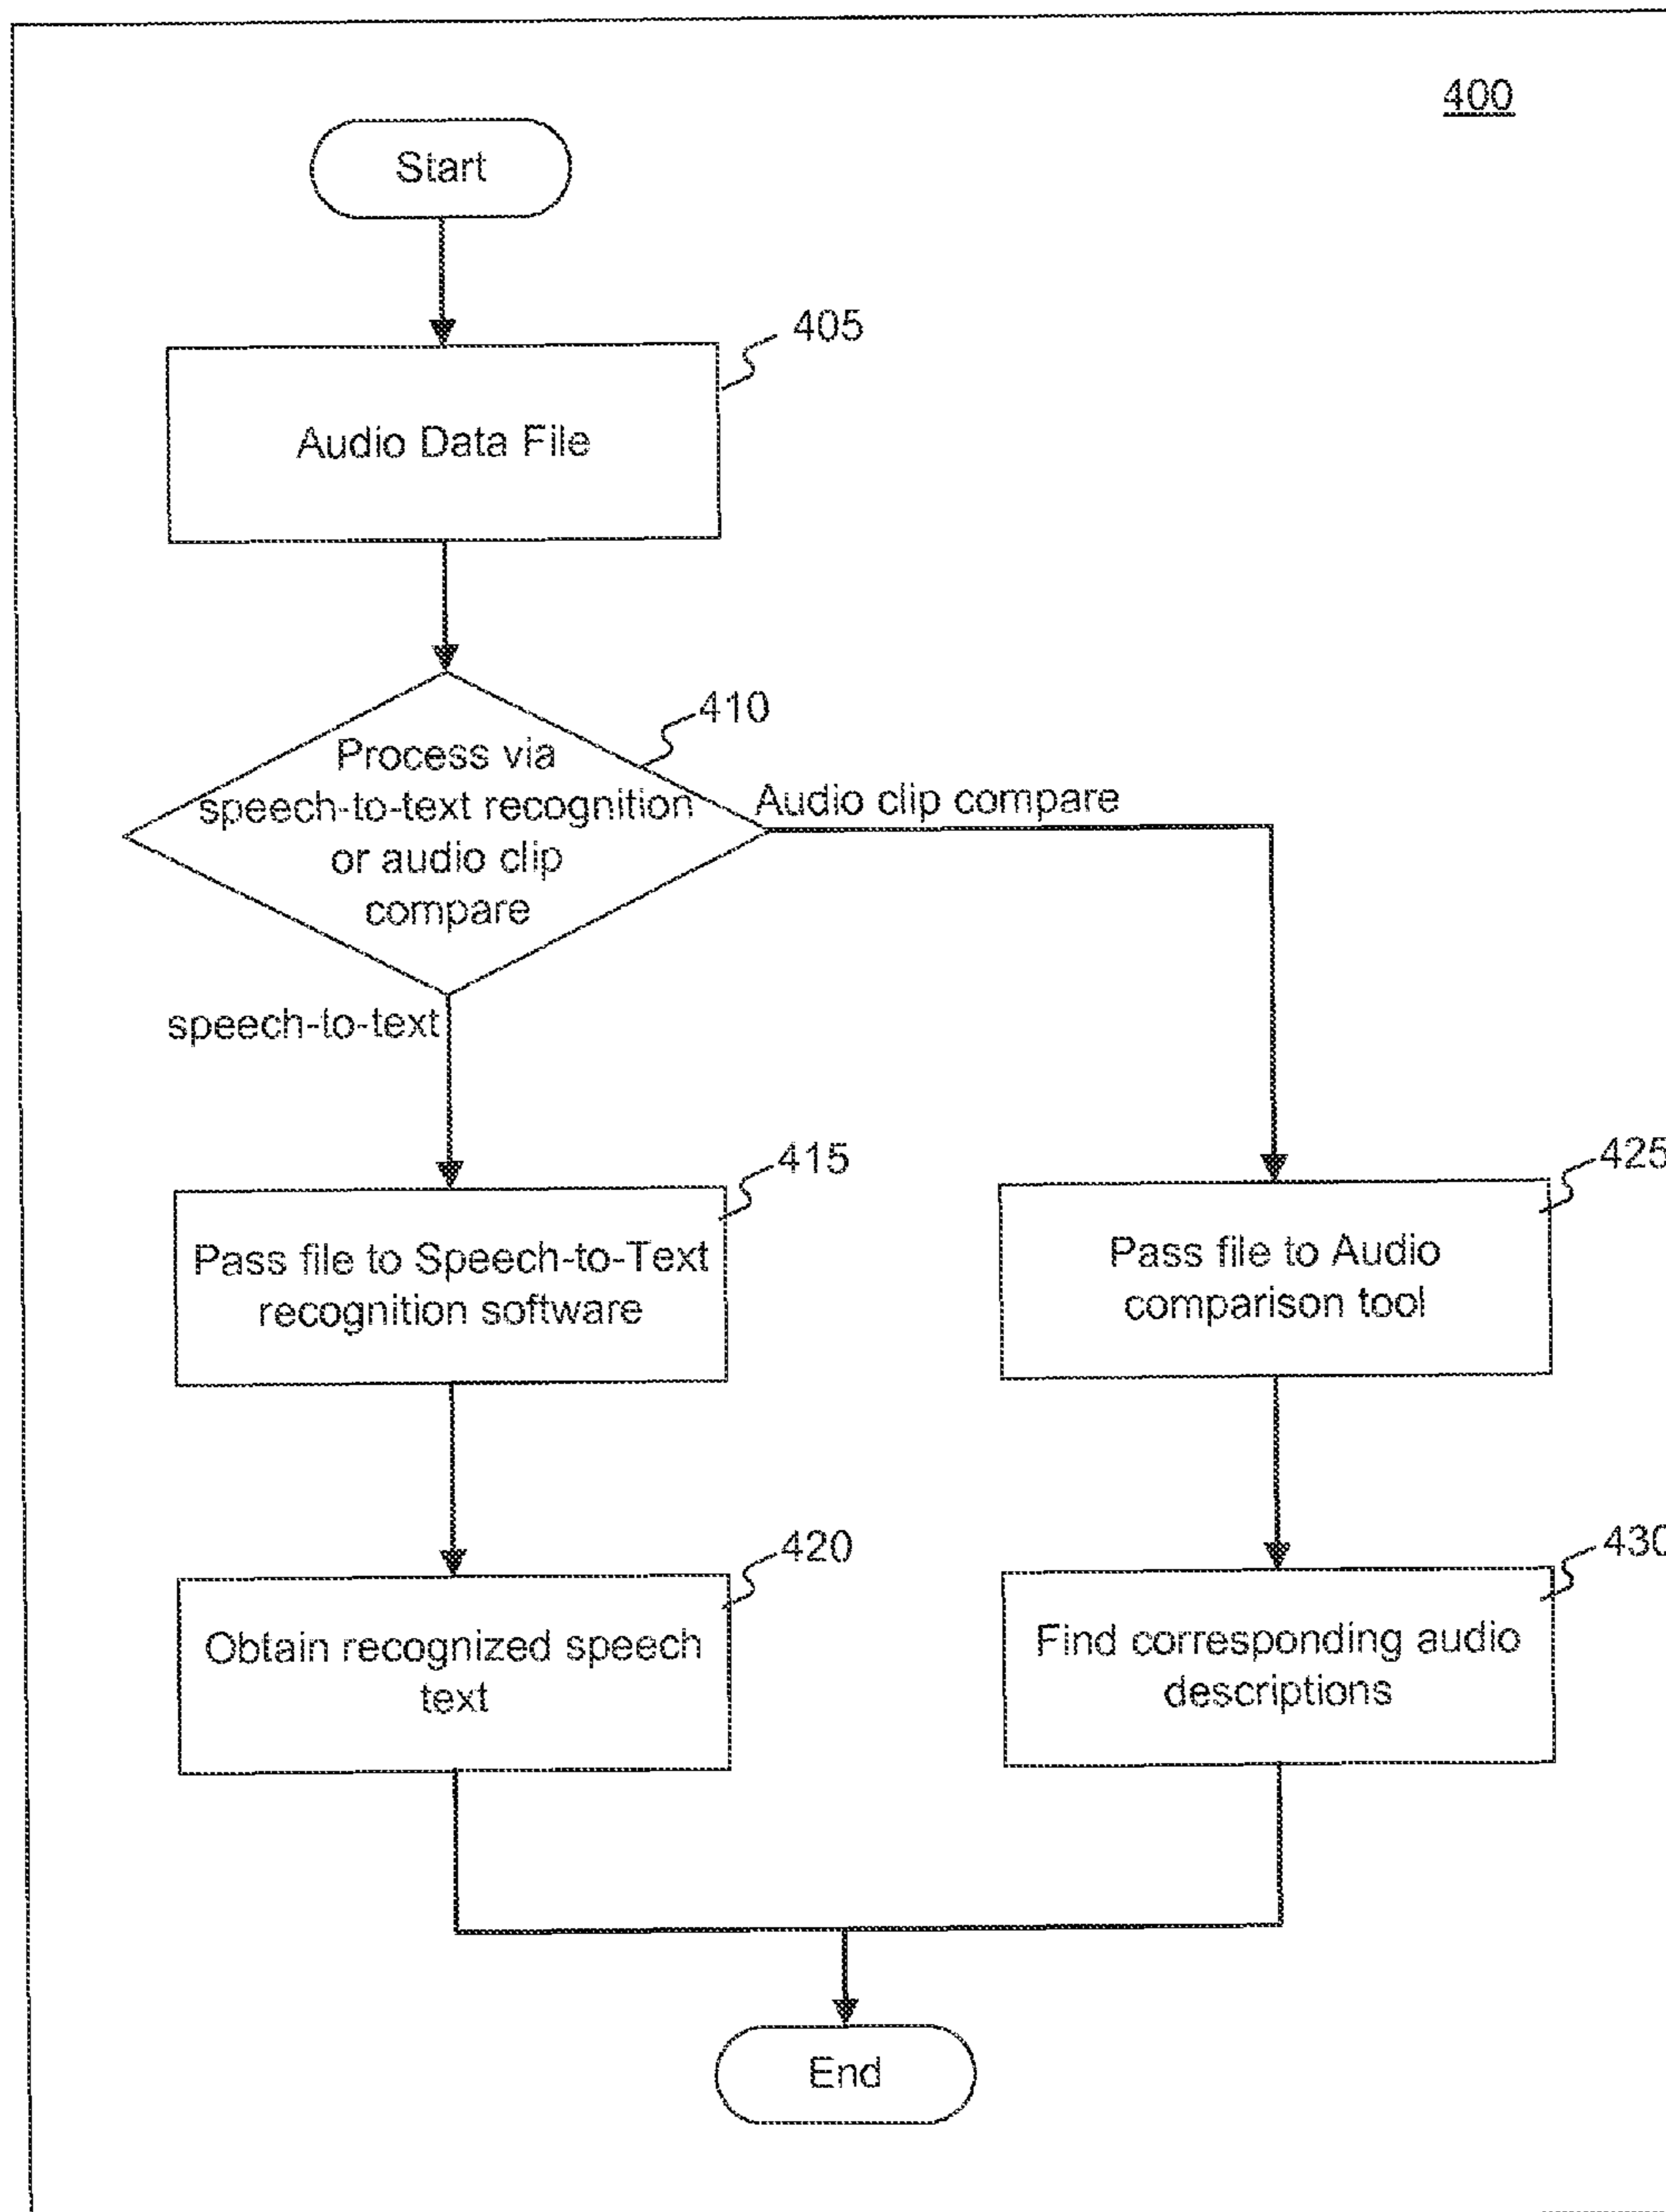 400
Start
405
Audio Data File
410
Process via
speech-to-text recognition
or audio clip
compare
Audio clip compare
speech-to-text
415
Pass file to Speech-to-Text
recognition software
425
Pass file to Audio
comparison tool
420
Obtain recognized speech
text
430
Find corresponding audio
descriptions
End